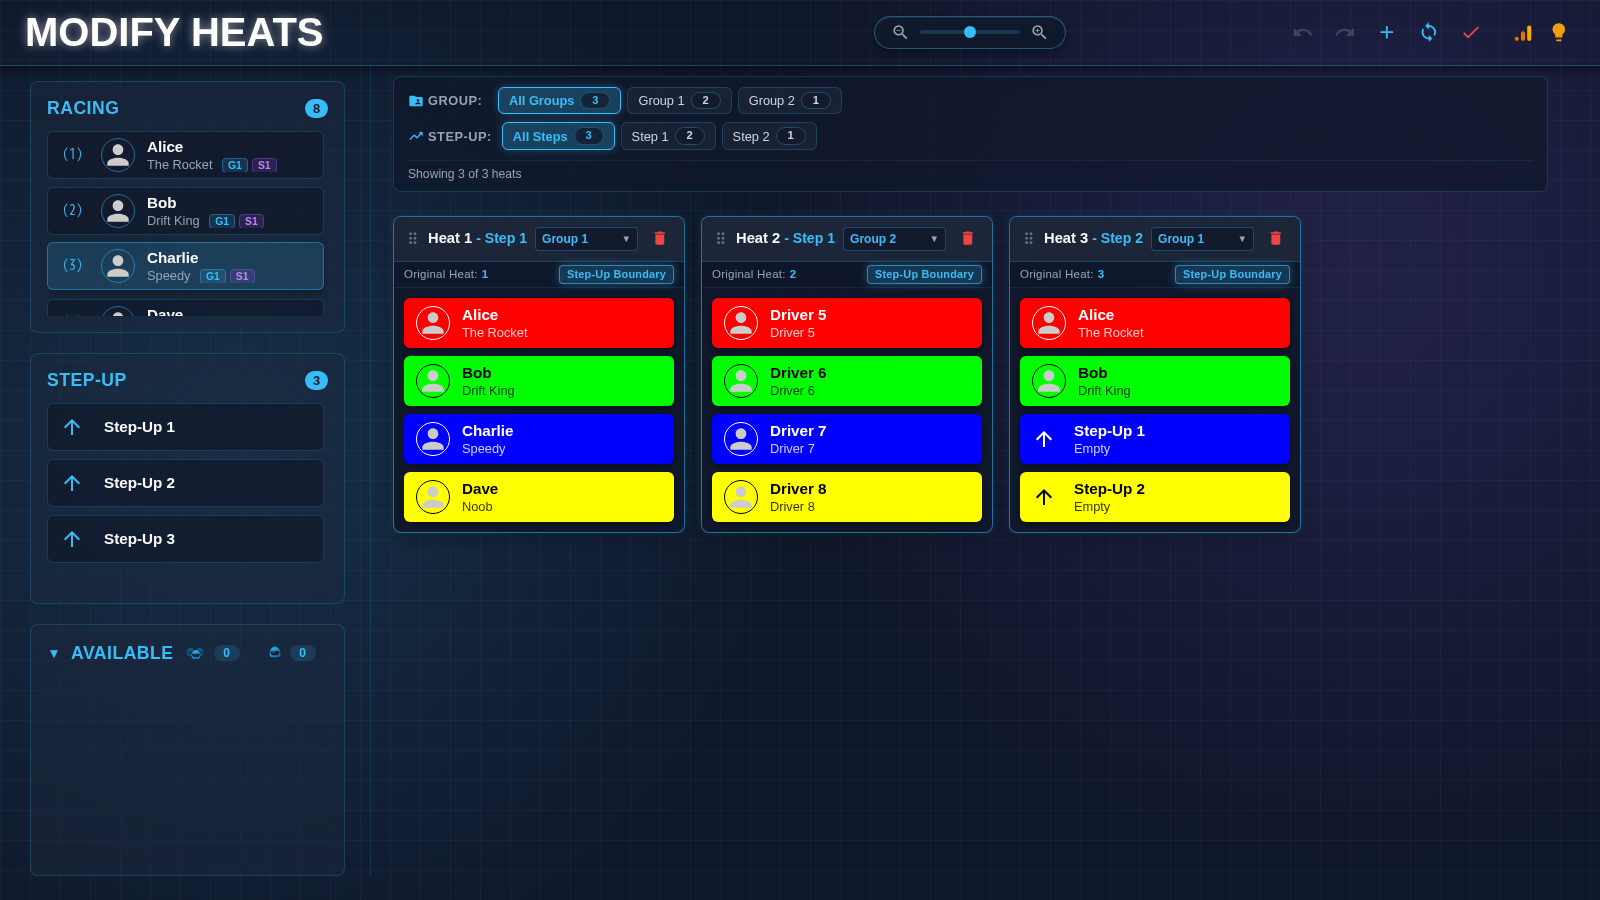 MODIFY HEATS
RACING 8
(1) Alice
The Rocket G1 S1
(2) Bob
Drift King G1 S1
(3) Charlie
Speedy G1 S1
Dave
STEP-UP 3
Step-Up 1
Step-Up 2
Step-Up 3
▼ AVAILABLE 0 0
GROUP: All Groups 3 Group 1 2 Group 2 1
STEP-UP: All Steps 3 Step 1 2 Step 2 1
Showing 3 of 3 heats
Heat 1 - Step 1 Group 1 ▼
Original Heat: 1 Step-Up Boundary
Alice
The Rocket
Bob
Drift King
Charlie
Speedy
Dave
Noob
Heat 2 - Step 1 Group 2 ▼
Original Heat: 2 Step-Up Boundary
Driver 5
Driver 5
Driver 6
Driver 6
Driver 7
Driver 7
Driver 8
Driver 8
Heat 3 - Step 2 Group 1 ▼
Original Heat: 3 Step-Up Boundary
Alice
The Rocket
Bob
Drift King
Step-Up 1
Empty
Step-Up 2
Empty